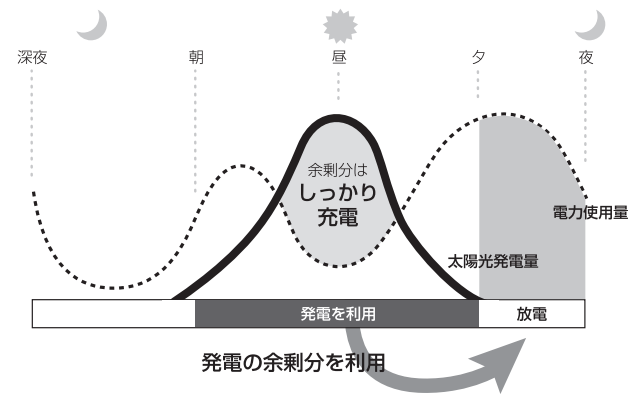 深夜
朝
昼
夕
夜
余剰分は
しっかり
充電
電力使用量
太陽光発電量
発電を利用
放電
発電の余剰分を利用